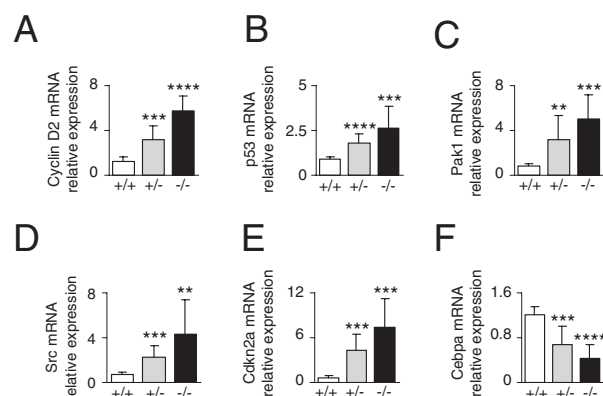 A
Cyclin D2 mRNA
relative expression
8
4
0
***
****
+/+ +/- -/-
B
p53 mRNA
relative expression
5
2.5
0
****
***
+/+ +/- -/-
C
Pak1 mRNA
relative expression
8
4
0
**
***
+/+ +/- -/-
D
Src mRNA
relative expression
8
4
0
***
**
+/+ +/- -/-
E
Cdkn2a mRNA
relative expression
12
6
0
***
***
+/+ +/- -/-
F
Cebpa mRNA
relative expression
1.6
0.8
0
***
****
+/+ +/- -/-